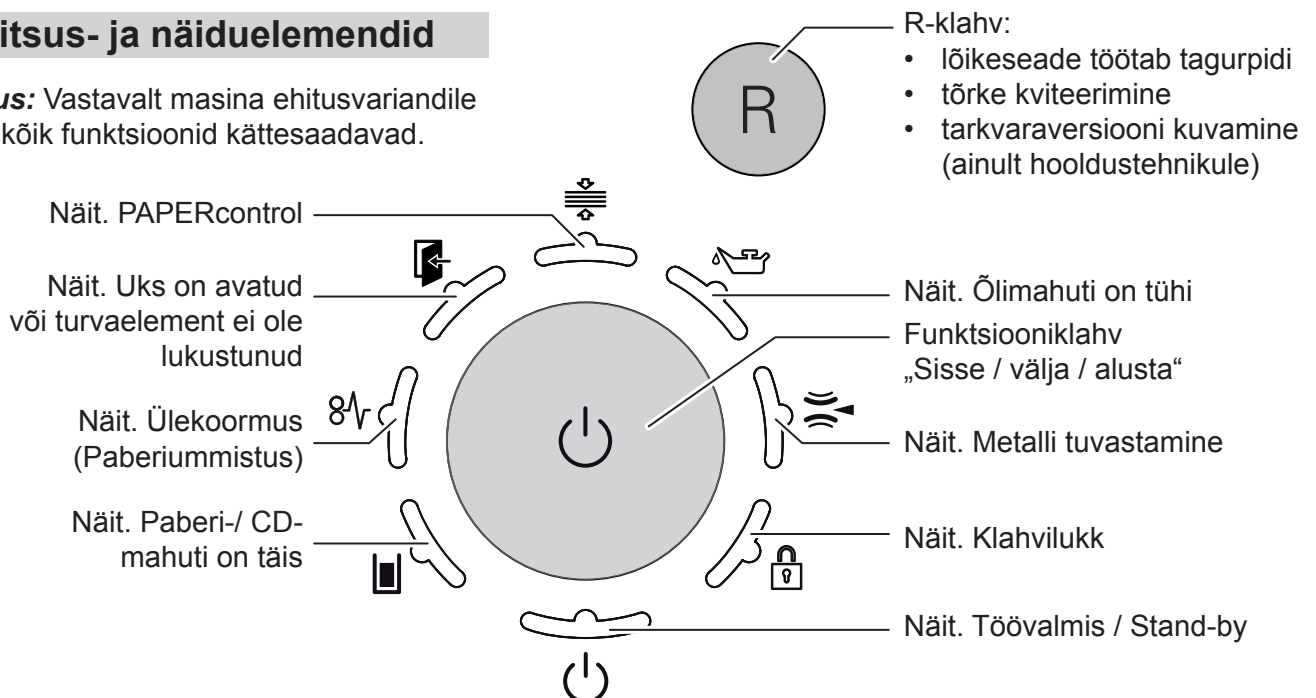 itsus- ja näiduelemendid
us: Vastavalt masina ehitusvariandile
kõik funktsioonid kättesaadavad.
R
R-klahv:
• lõikeseade töötab tagurpidi
• tõrke kviteerimine
• tarkvaraversiooni kuvamine
(ainult hooldustehnikule)
Näit. PAPERcontrol
Näit. Uks on avatud
või turvaelement ei ole
lukustunud
Näit. Ülekoormus
(Paberiummistus)
Näit. Paberi-/ CD-
mahuti on täis
Näit. Õlimahuti on tühi
Funktsiooniklahv
„Sisse / välja / alusta“
Näit. Metalli tuvastamine
Näit. Klahvilukk
Näit. Töövalmis / Stand-by